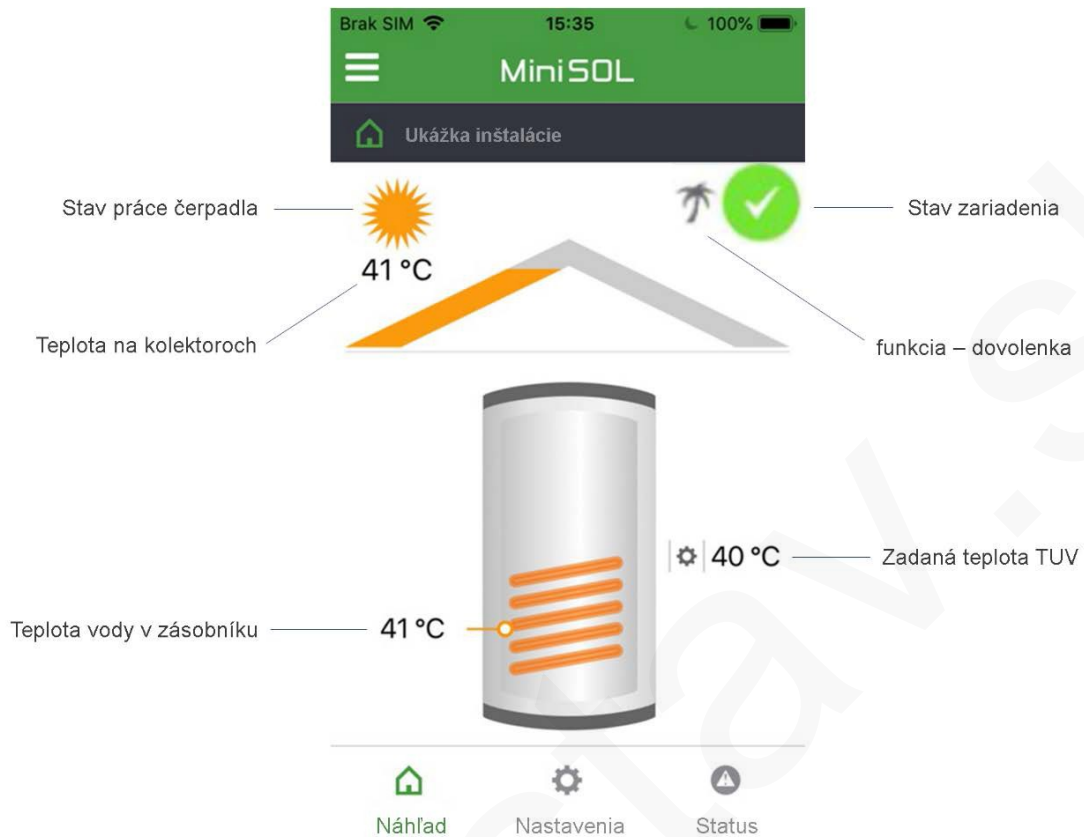 Brak SIM 15:35 100%
MiniSOL
Ukážka inštalácie
Stav práce čerpadla
Stav zariadenia
41 °C
Teplota na kolektoroch
funkcia – dovolenka
40 °C
Zadaná teplota TUV
Teplota vody v zásobníku
41 °C
Náhľad Nastavenia Status